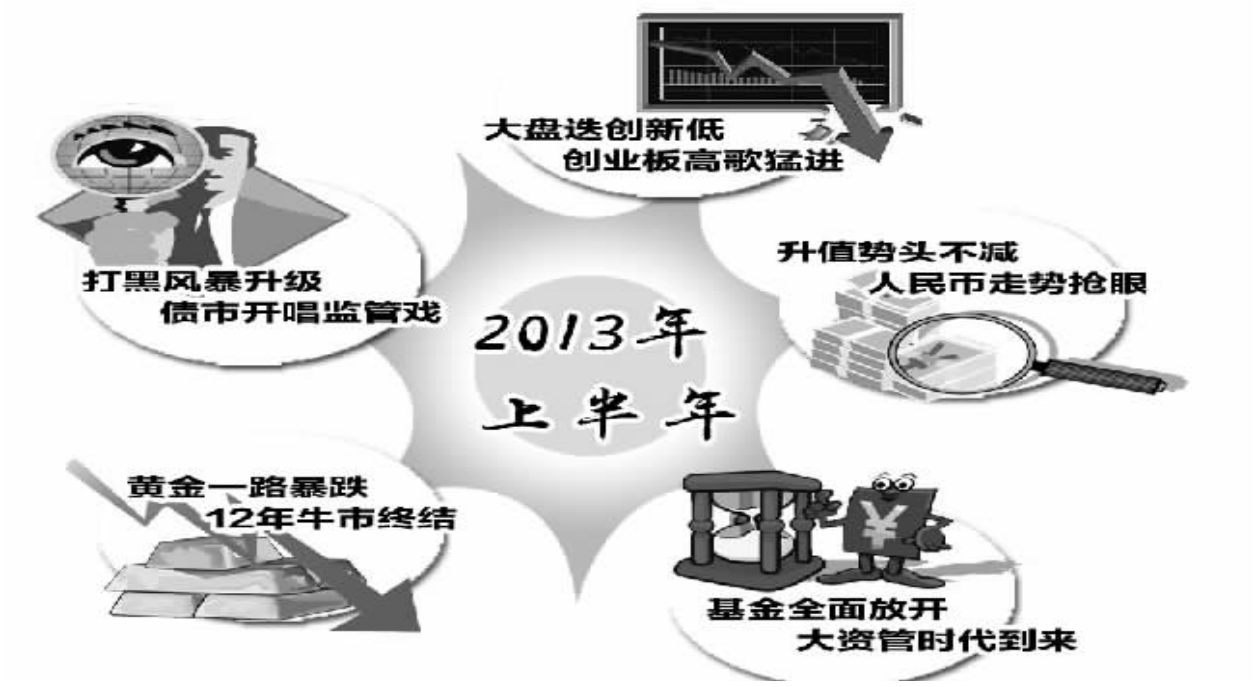 大盘迭创新低
创业板高歌猛进
打黑风暴升级
债市开唱监管戏
升值势头不减
人民币走势抢眼
2013年
上半年
黄金一路暴跌
12年牛市终结
¥
基金全面放开
大资管时代到来